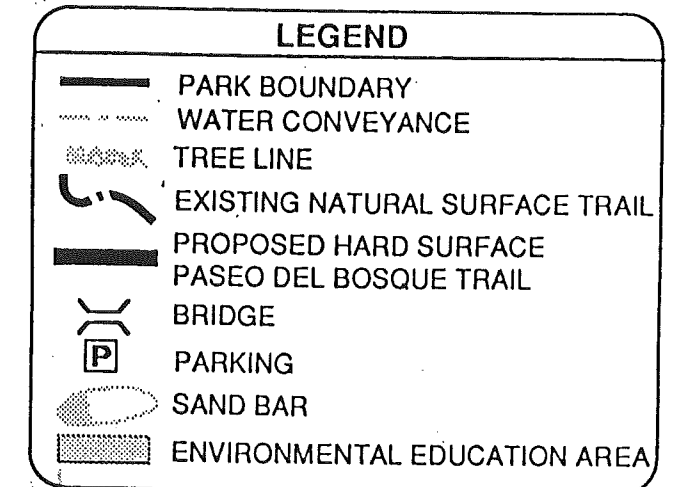 LEGEND
PARK BOUNDARY
WATER CONVEYANCE
TREE LINE
EXISTING NATURAL SURFACE TRAIL
PROPOSED HARD SURFACE
PASEO DEL BOSQUE TRAIL
BRIDGE
P PARKING
SAND BAR
ENVIRONMENTAL EDUCATION AREA